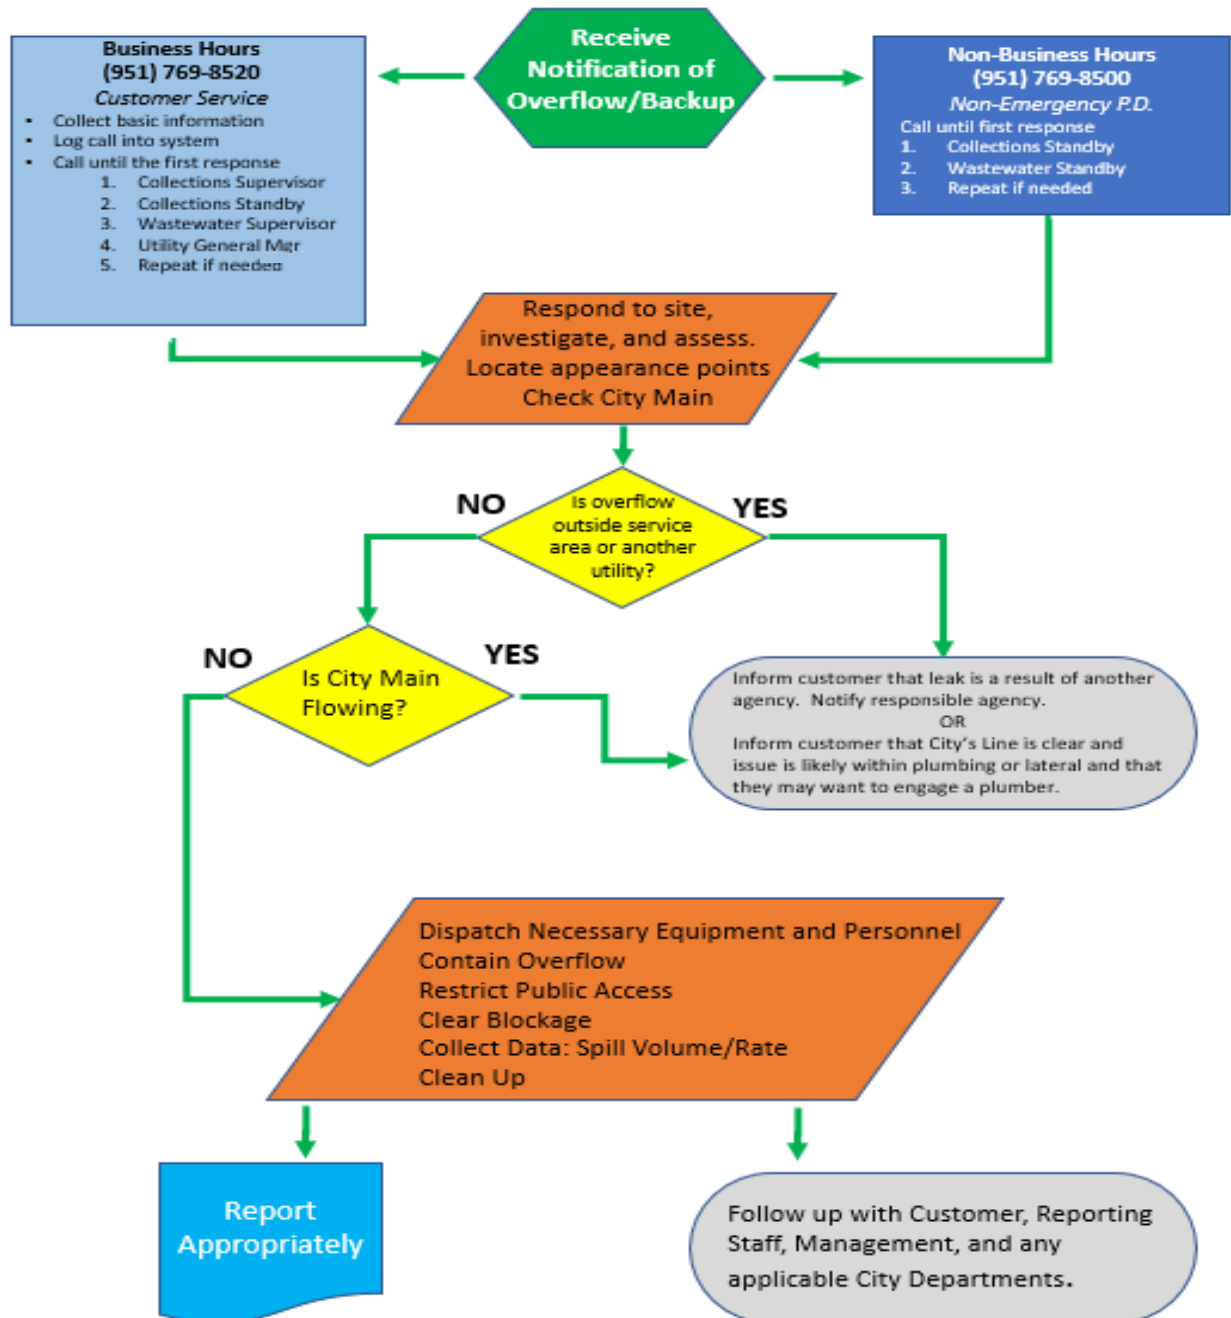 Receive
Notification of
Overflow/Backup
Business Hours
(951) 769-8520
Customer Service
• Collect basic information
• Log call into system
• Call until the first response
1. Collections Supervisor
2. Collections Standby
3. Wastewater Supervisor
4. Utility General Mgr
5. Repeat if needed
Non-Business Hours
(951) 769-8500
Non-Emergency P.D.
Call until first response
1. Collections Standby
2. Wastewater Standby
3. Repeat if needed
Respond to site,
investigate, and assess.
Locate appearance points
Check City Main
NO
Is overflow
outside service
area or another
utility?
YES
NO
Is City Main
Flowing?
YES
Inform customer that leak is a result of another
agency. Notify responsible agency.
OR
Inform customer that City's Line is clear and
issue is likely within plumbing or lateral and that
they may want to engage a plumber.
Dispatch Necessary Equipment and Personnel
Contain Overflow
Restrict Public Access
Clear Blockage
Collect Data: Spill Volume/Rate
Clean Up
Report
Appropriately
Follow up with Customer, Reporting
Staff, Management, and any
applicable City Departments.